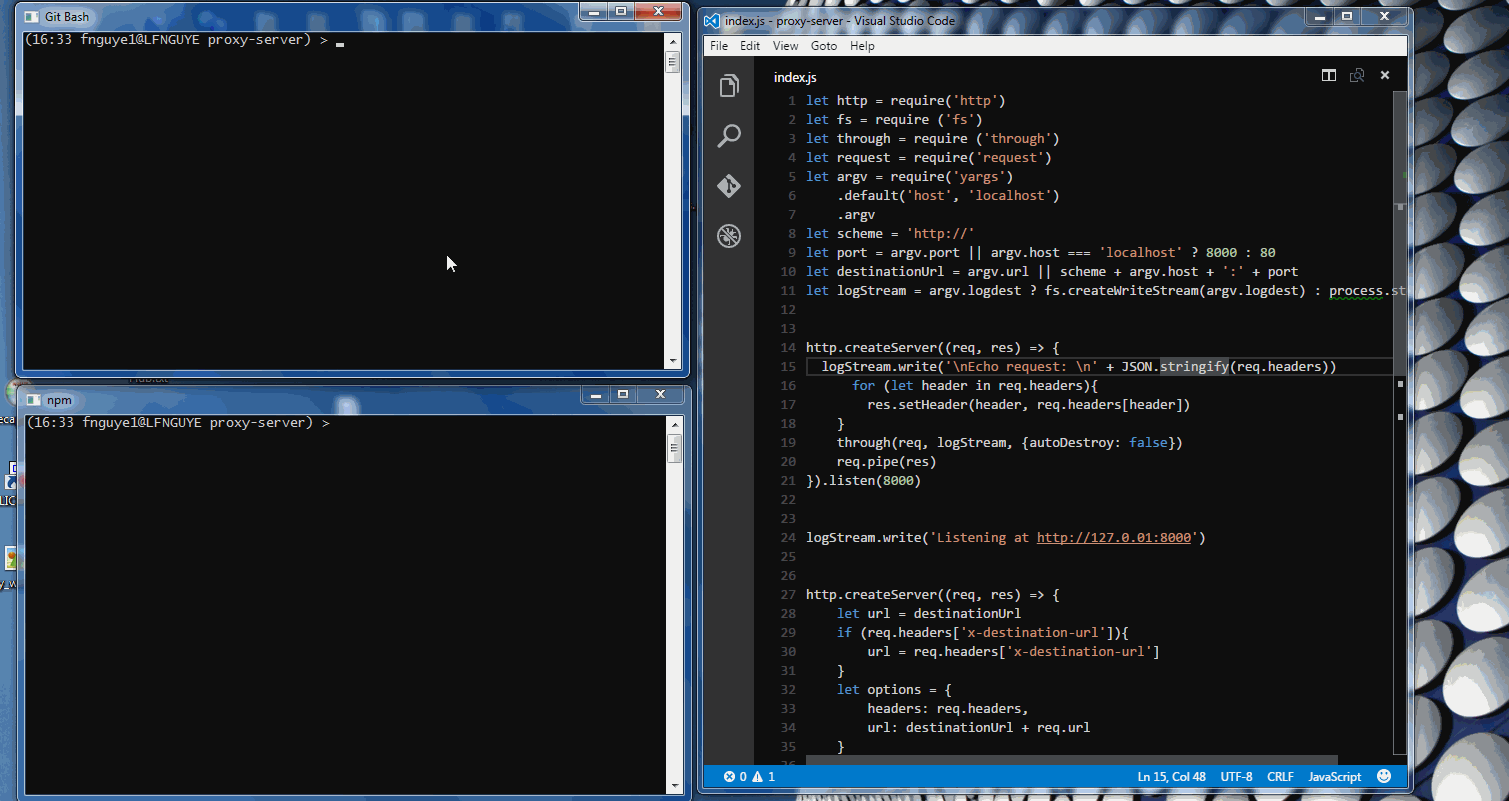 Git Bash
(16:33 fnguye1@LFNGUYE proxy-server) >
npm
(16:33 fnguye1@LFNGUYE proxy-server) >
index.js - proxy-server - Visual Studio Code
File Edit View Goto Help
index.js
1 let http = require('http')
2 let fs = require ('fs')
3 let through = require ('through')
4 let request = require('request')
5 let argv = require('yargs')
6 .default('host', 'localhost')
7 .argv
8 let scheme = 'http://'
9 let port = argv.port || argv.host === 'localhost' ? 8000 : 80
10 let destinationUrl = argv.url || scheme + argv.host + ':' + port
11 let logStream = argv.logdest ? fs.createWriteStream(argv.logdest) : process.st
12
13
14 http.createServer((req, res) => {
15 logStream.write('\nEcho request: \n' + JSON.stringify(req.headers))
16 for (let header in req.headers){
17 res.setHeader(header, req.headers[header])
18 }
19 through(req, logStream, {autoDestroy: false})
20 req.pipe(res)
21 }).listen(8000)
22
23
24 logStream.write('Listening at http://127.0.01:8000')
25
26
27 http.createServer((req, res) => {
28 let url = destinationUrl
29 if (req.headers['x-destination-url']){
30 url = req.headers['x-destination-url']
31 }
32 let options = {
33 headers: req.headers,
34 url: destinationUrl + req.url
35 }
0 1 Ln 15, Col 48 UTF-8 CRLF JavaScript